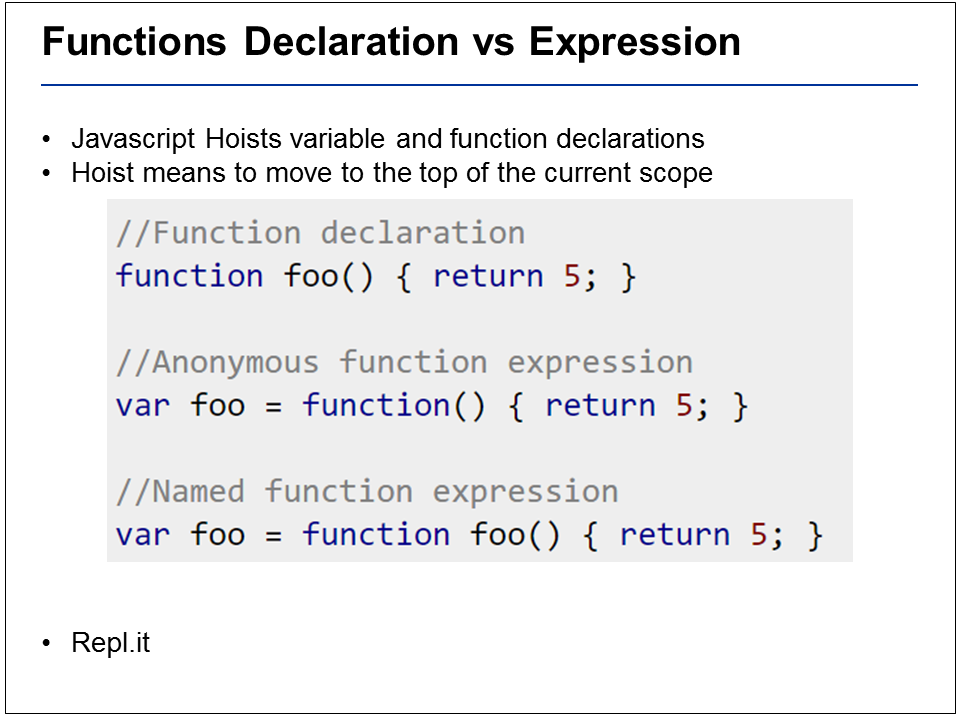 Functions Declaration vs Expression
• Javascript Hoists variable and function declarations
• Hoist means to move to the top of the current scope
//Function declaration
function foo() { return 5; }
//Anonymous function expression
var foo = function() { return 5; }
//Named function expression
var foo = function foo() { return 5; }
• Repl.it